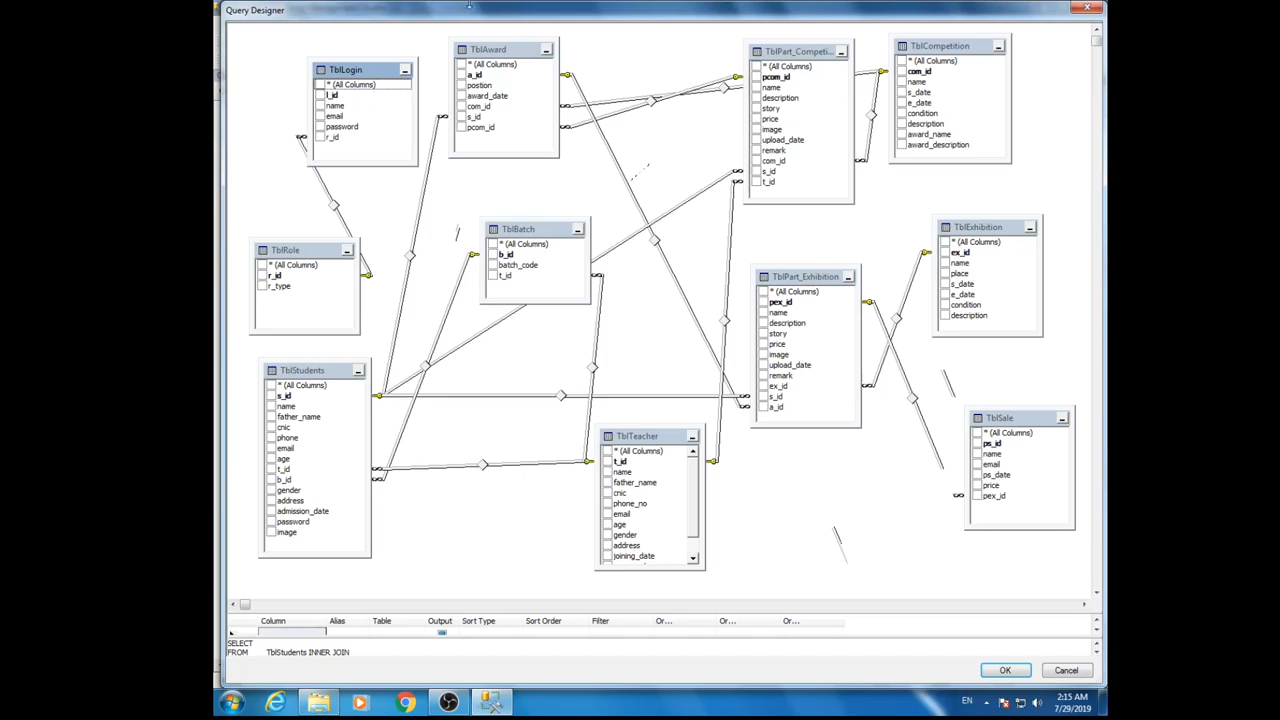 Query Designer
TblLogin
* (All Columns)
l_id
name
email
password
r_id
TblAward
* (All Columns)
a_id
postion
award_date
com_id
s_id
pcom_id
TblPart_Competi...
* (All Columns)
pcom_id
name
description
story
price
image
upload_date
remark
com_id
s_id
t_id
TblCompetition
* (All Columns)
com_id
name
s_date
e_date
condition
description
award_name
award_description
TblRole
* (All Columns)
r_id
r_type
TblBatch
* (All Columns)
b_id
batch_code
t_id
TblPart_Exhibition
* (All Columns)
pex_id
name
description
story
price
image
upload_date
remark
ex_id
s_id
a_id
TblExhibition
* (All Columns)
ex_id
name
place
s_date
e_date
condition
description
TblStudents
* (All Columns)
s_id
name
father_name
cnic
phone
email
age
t_id
b_id
gender
address
admission_date
password
image
TblTeacher
* (All Columns)
t_id
name
father_name
cnic
phone_no
email
age
gender
address
joining_date
TblSale
* (All Columns)
ps_id
name
email
ps_date
price
pex_id
Column Alias Table Output Sort Type Sort Order Filter Or... Or... Or...
SELECT
FROM TblStudents INNER JOIN
OK Cancel
EN 2:15 AM
7/29/2019